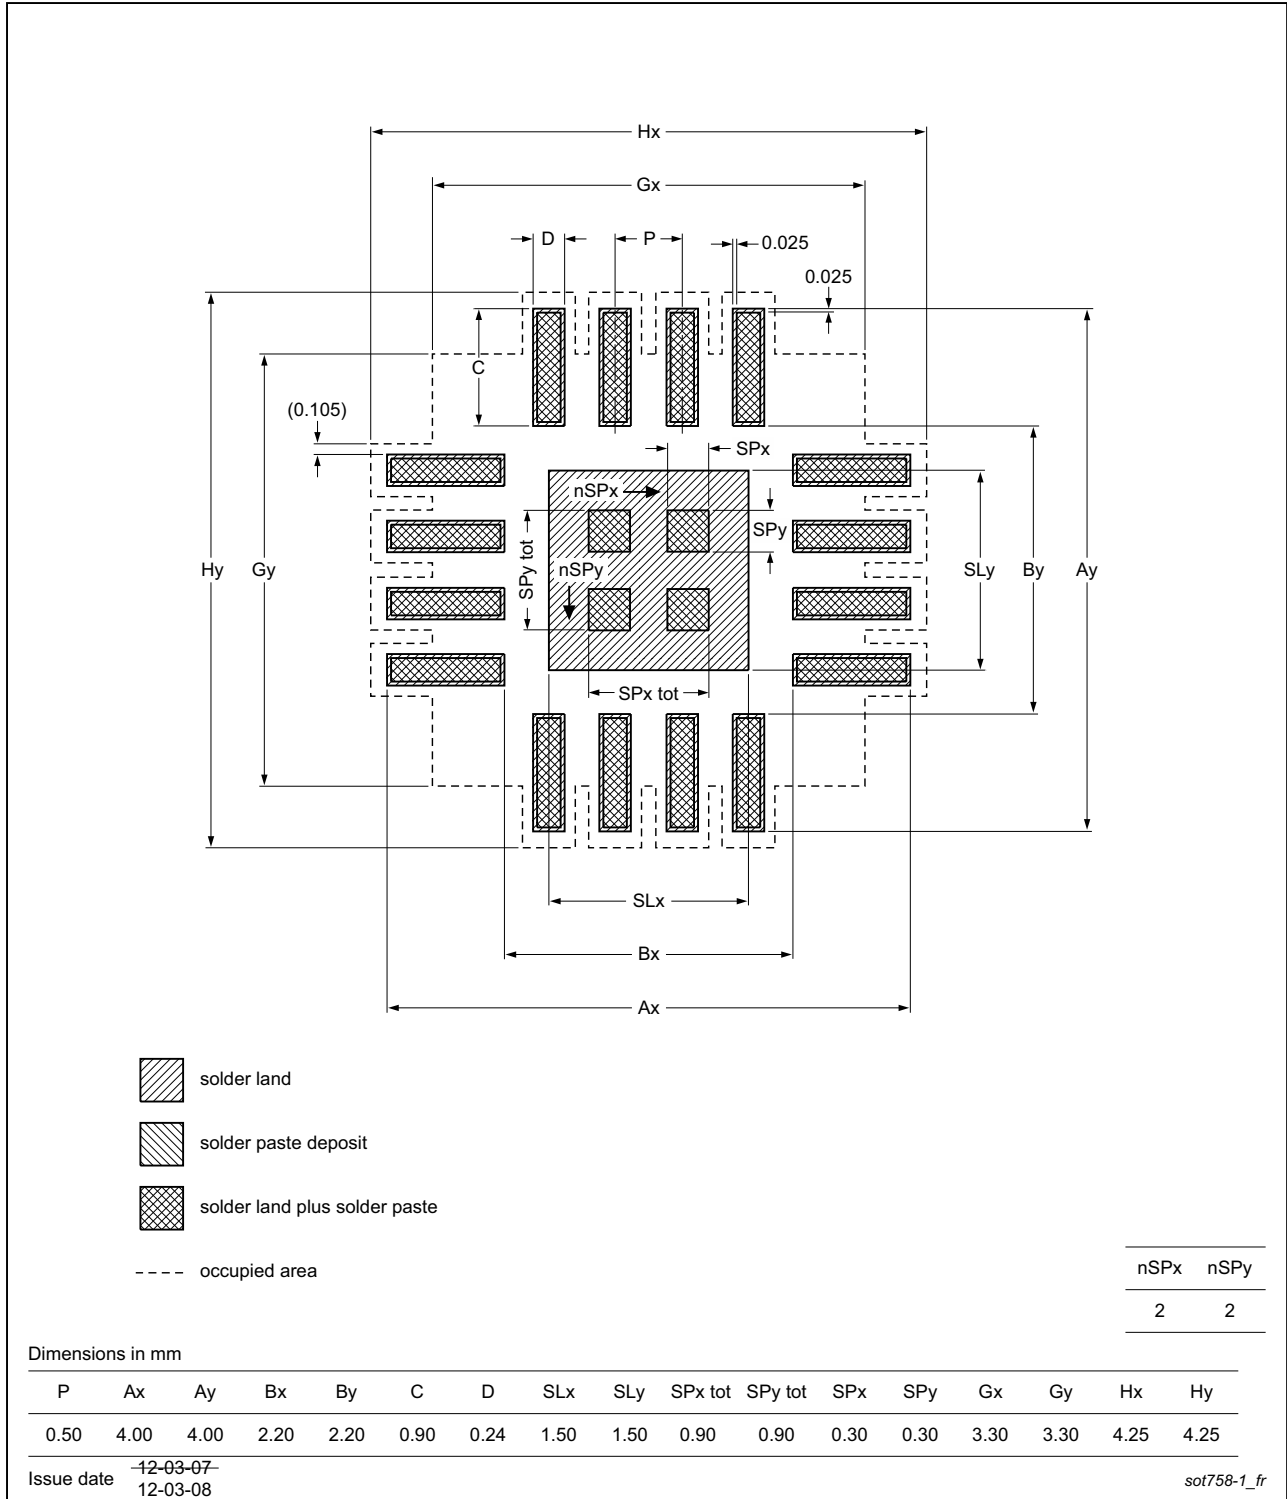 Hx
Gx
D
P
0.025
0.025
C
(0.105)
SPx
nSPx
SPy
SPy tot
nSPy
Hy
Gy
SLy
By
Ay
SPx tot
SLx
Bx
Ax
solder land
solder paste deposit
solder land plus solder paste
occupied area
nSPx nSPy
2 2
Dimensions in mm
P Ax Ay Bx By C D SLx SLy SPx tot SPy tot SPx SPy Gx Gy Hx Hy
0.50 4.00 4.00 2.20 2.20 0.90 0.24 1.50 1.50 0.90 0.90 0.30 0.30 3.30 3.30 4.25 4.25
Issue date 12-03-07
12-03-08
sot758-1_fr